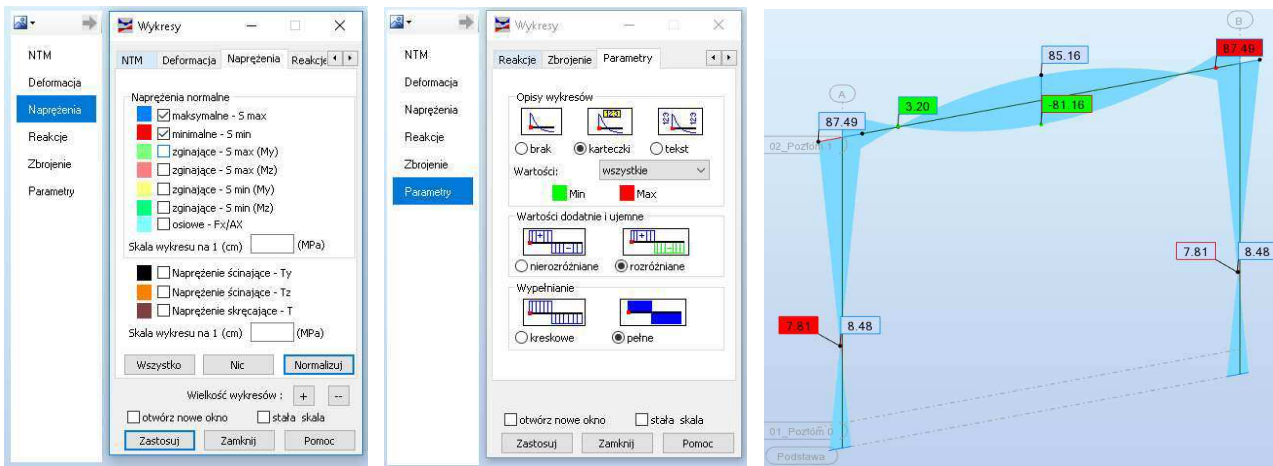 NTM
Deformacja
Naprężenia
Reakcje
Zbrojenie
Parametry
Wykresy
NTM Deformacja Naprężenia Reakcje
Naprężenia normalne
maksymalne - S max
minimalne - S min
zginające - S max (My)
zginające - S max (Mz)
zginające - S min (My)
zginające - S min (Mz)
osiowe - Fx/AX
Skala wykresu na 1 (cm) (MPa)
Naprężenie ścinające - Ty
Naprężenie ścinające - Tz
Naprężenie skręcające - T
Skala wykresu na 1 (cm) (MPa)
Wszystko Nic Normalizuj
Wielkość wykresów : + --
otwórz nowe okno stała skala
Zastosuj Zamknij Pomoc
NTM
Deformacja
Naprężenia
Reakcje
Zbrojenie
Parametry
Wykresy
Reakcje Zbrojenie Parametry
Opisy wykresów
123 123
brak karteczki tekst
Wartości: wszystkie
Min Max
Wartości dodatnie i ujemne
nierozróżniane rozróżniane
Wypełnianie
kreskowe pełne
otwórz nowe okno stała skala
Zastosuj Zamknij Pomoc
B
87.49
85.16
A
3.20
-81.16
87.49
02_Poziom 1
7.81 8.48
7.81 8.48
01_Poziom 0
Podstawa